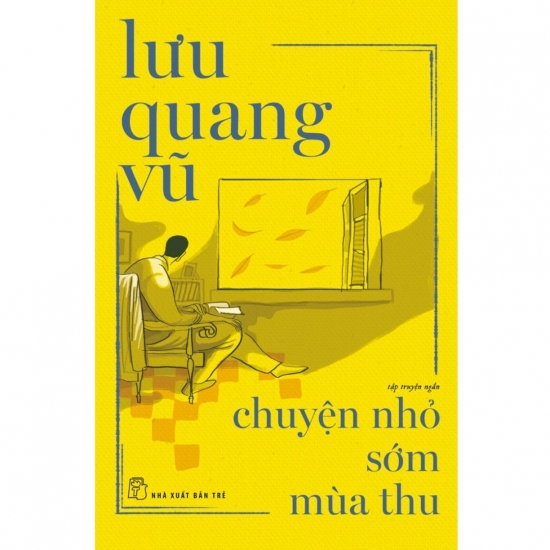 lưu
quang
vũ
tập truyện ngắn
chuyện nhỏ
sớm
mùa thu
NHÀ XUẤT BẢN TRẺ